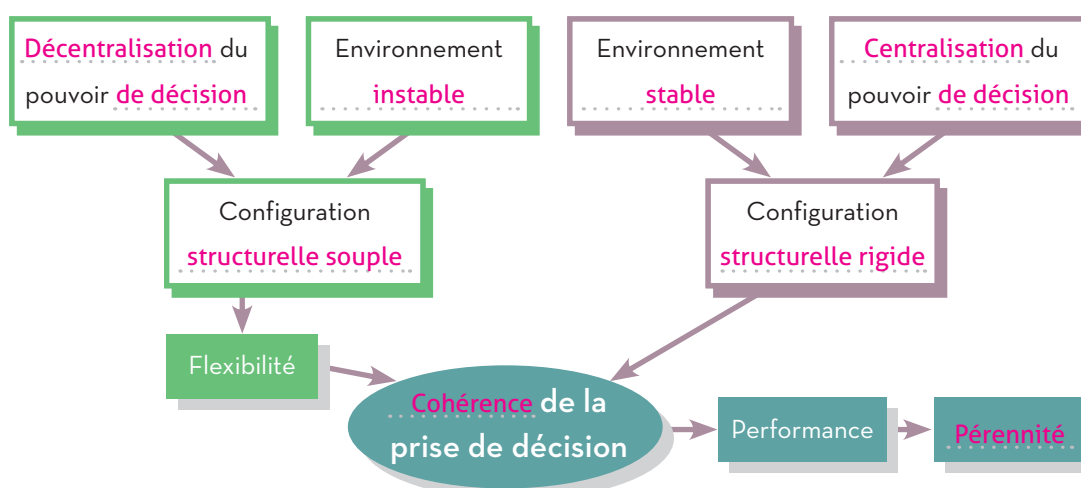 Décentralisation du
pouvoir de décision
Environnement
instable
Environnement
stable
Centralisation du
pouvoir de décision
Configuration
structurelle souple
Configuration
structurelle rigide
Flexibilité
Cohérence de la
prise de décision
Performance
Pérennité